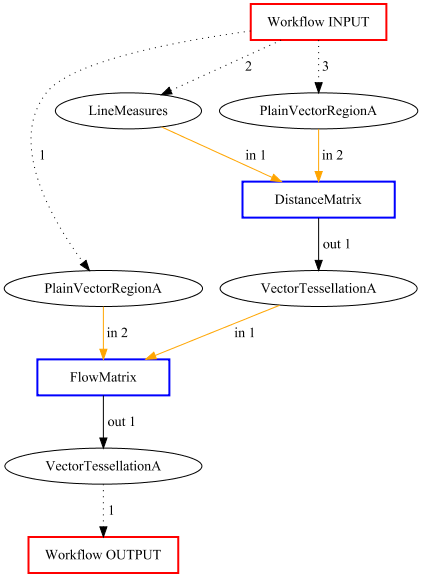 Workflow INPUT
2
3
LineMeasures
PlainVectorRegionA
1
in 1
in 2
DistanceMatrix
out 1
PlainVectorRegionA
VectorTessellationA
in 2
in 1
FlowMatrix
out 1
VectorTessellationA
1
Workflow OUTPUT